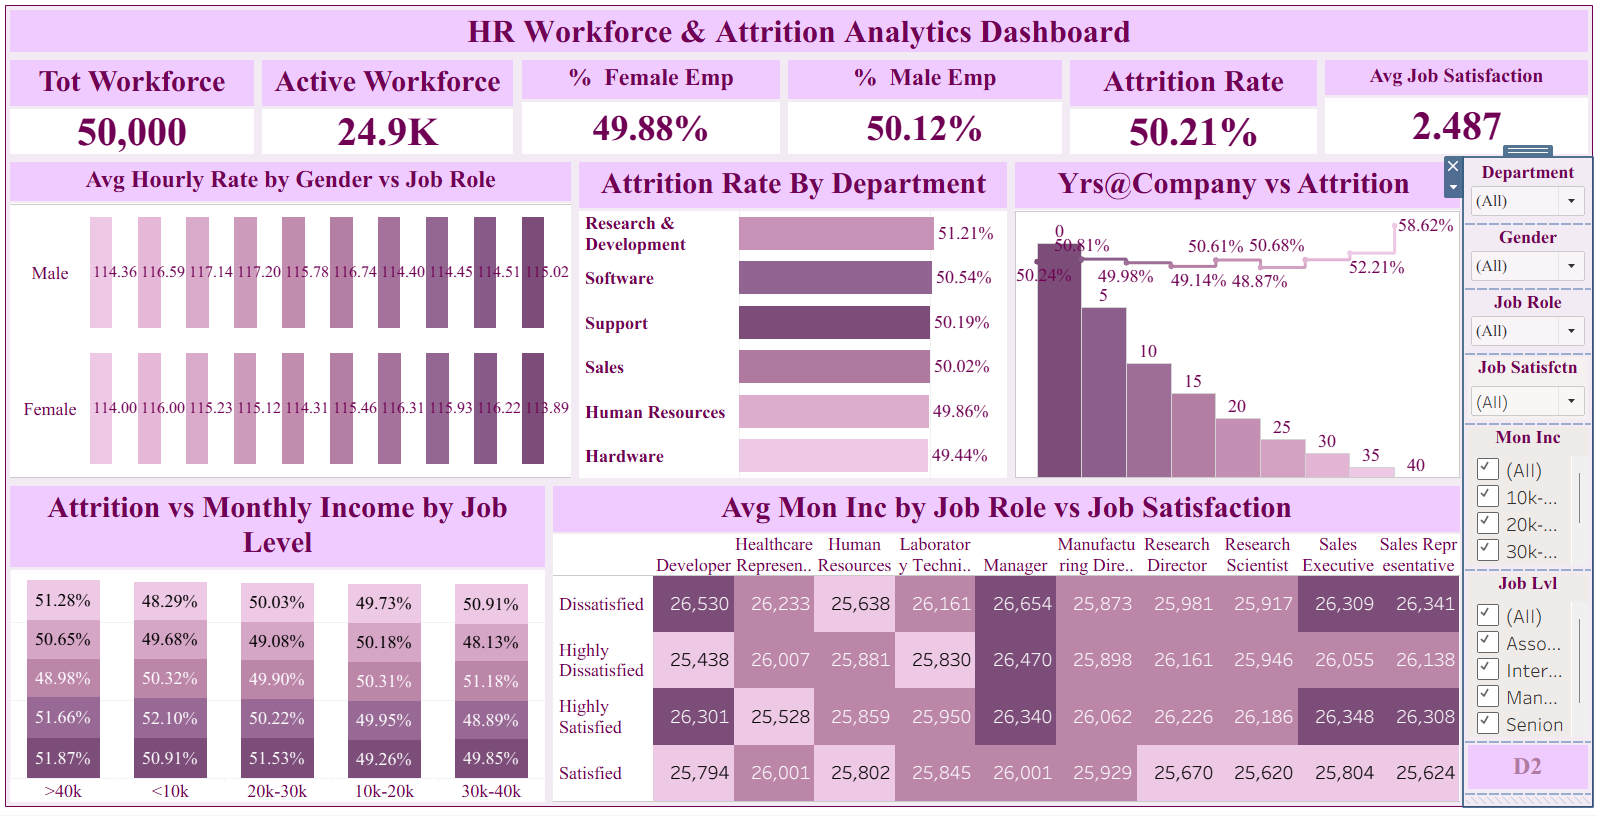 HR Workforce & Attrition Analytics Dashboard
Tot Workforce
50,000
Active Workforce
24.9K
% Female Emp
49.88%
% Male Emp
50.12%
Attrition Rate
50.21%
Avg Job Satisfaction
2.487
Avg Hourly Rate by Gender vs Job Role
Male 114.36 116.59 117.14 117.20 115.78 116.74 114.40 114.45 114.51 115.02
Female 114.00 116.00 115.23 115.12 114.31 115.46 116.31 115.93 116.22 113.89
Attrition Rate By Department
Research &
Development 51.21%
Software 50.54%
Support 50.19%
Sales 50.02%
Human Resources 49.86%
Hardware 49.44%
Yrs@Company vs Attrition
58.62%
0
50.81% 50.61% 50.68%
50.24% 49.98% 49.14% 48.87% 52.21%
5
10
15
20
25
30
35
40
Department
(All)
Gender
(All)
Job Role
(All)
Job Satisfctn
(All)
Mon Inc
(All)
10k-...
20k-...
30k-...
Job Lvl
(All)
Asso...
Inter...
Man...
Senion
D2
Attrition vs Monthly Income by Job
Level
51.28% 48.29% 50.03% 49.73% 50.91%
50.65% 49.68% 49.08% 50.18% 48.13%
48.98% 50.32% 49.90% 50.31% 51.18%
51.66% 52.10% 50.22% 49.95% 48.89%
51.87% 50.91% 51.53% 49.26% 49.85%
>40k <10k 20k-30k 10k-20k 30k-40k
Avg Mon Inc by Job Role vs Job Satisfaction
Healthcare Human Laborator Manufactu Research Research Sales Sales Repr
Developer Represen.. Resources y Techni.. Manager ring Dire.. Director Scientist Executive esentative
Dissatisfied 26,530 26,233 25,638 26,161 26,654 25,873 25,981 25,917 26,309 26,341
Highly
Dissatisfied 25,438 26,007 25,881 25,830 26,470 25,898 26,161 25,946 26,055 26,138
Highly
Satisfied 26,301 25,528 25,859 25,950 26,340 26,062 26,226 26,186 26,348 26,308
Satisfied 25,794 26,001 25,802 25,845 26,001 25,929 25,670 25,620 25,804 25,624